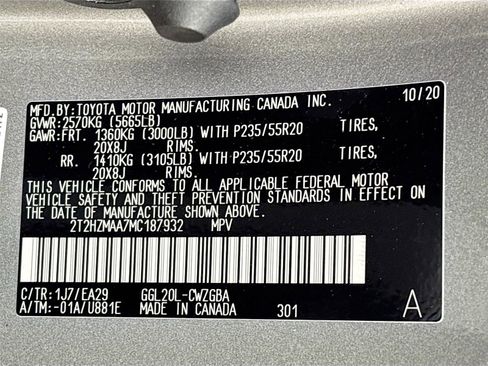 MFD.BY:TOYOTA MOTOR MANUFACTURING CANADA INC. 10/20
GVWR:2570KG (5665LB)
GAWR:FRT. 1360KG (3000LB) WITH P235/55R20 TIRES,
20X8J RIMS.
RR. 1410KG (3105LB) WITH P235/55R20 TIRES,
20X8J RIMS.
THIS VEHICLE CONFORMS TO ALL APPLICABLE FEDERAL MOTOR
VEHICLE SAFETY AND THEFT PREVENTION STANDARDS IN EFFECT ON
THE DATE OF MANUFACTURE SHOWN ABOVE.
2T2HZMAA7MC187932 MPV
C/TR:1J7/EA29 GGL20L-CWZGBA
A/TM:-01A/U881E MADE IN CANADA 301 A